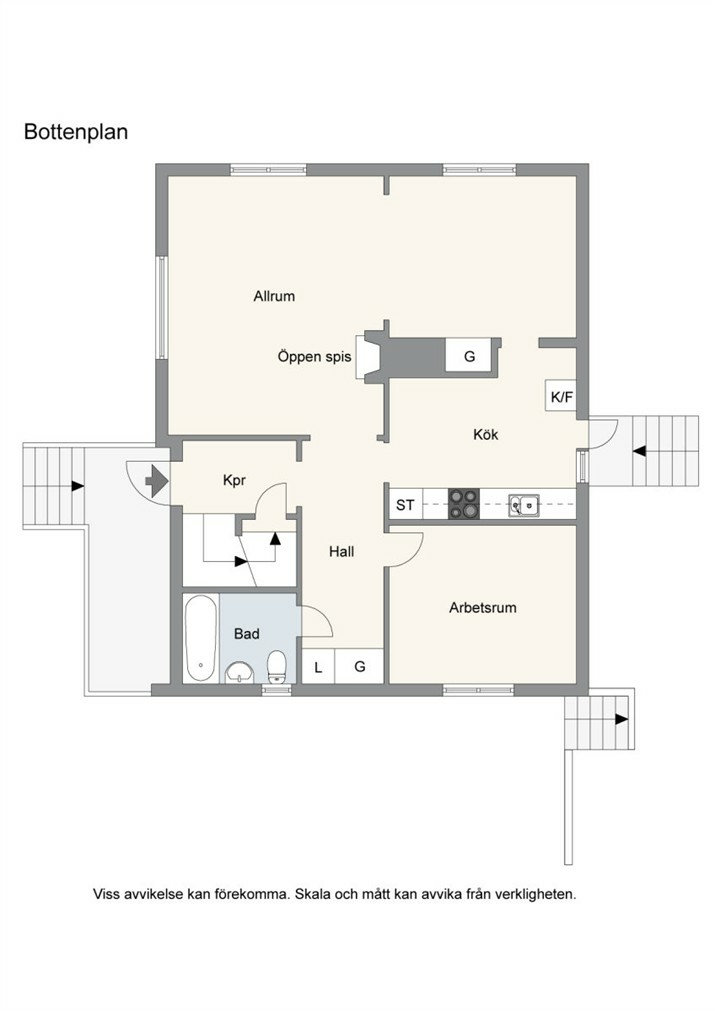 Bottenplan
Allrum
Öppen spis
G
K/F
Kök
Kpr
ST
Hall
Arbetsrum
Bad
L
G
Viss avvikelse kan förekomma. Skala och mått kan avvika från verkligheten.